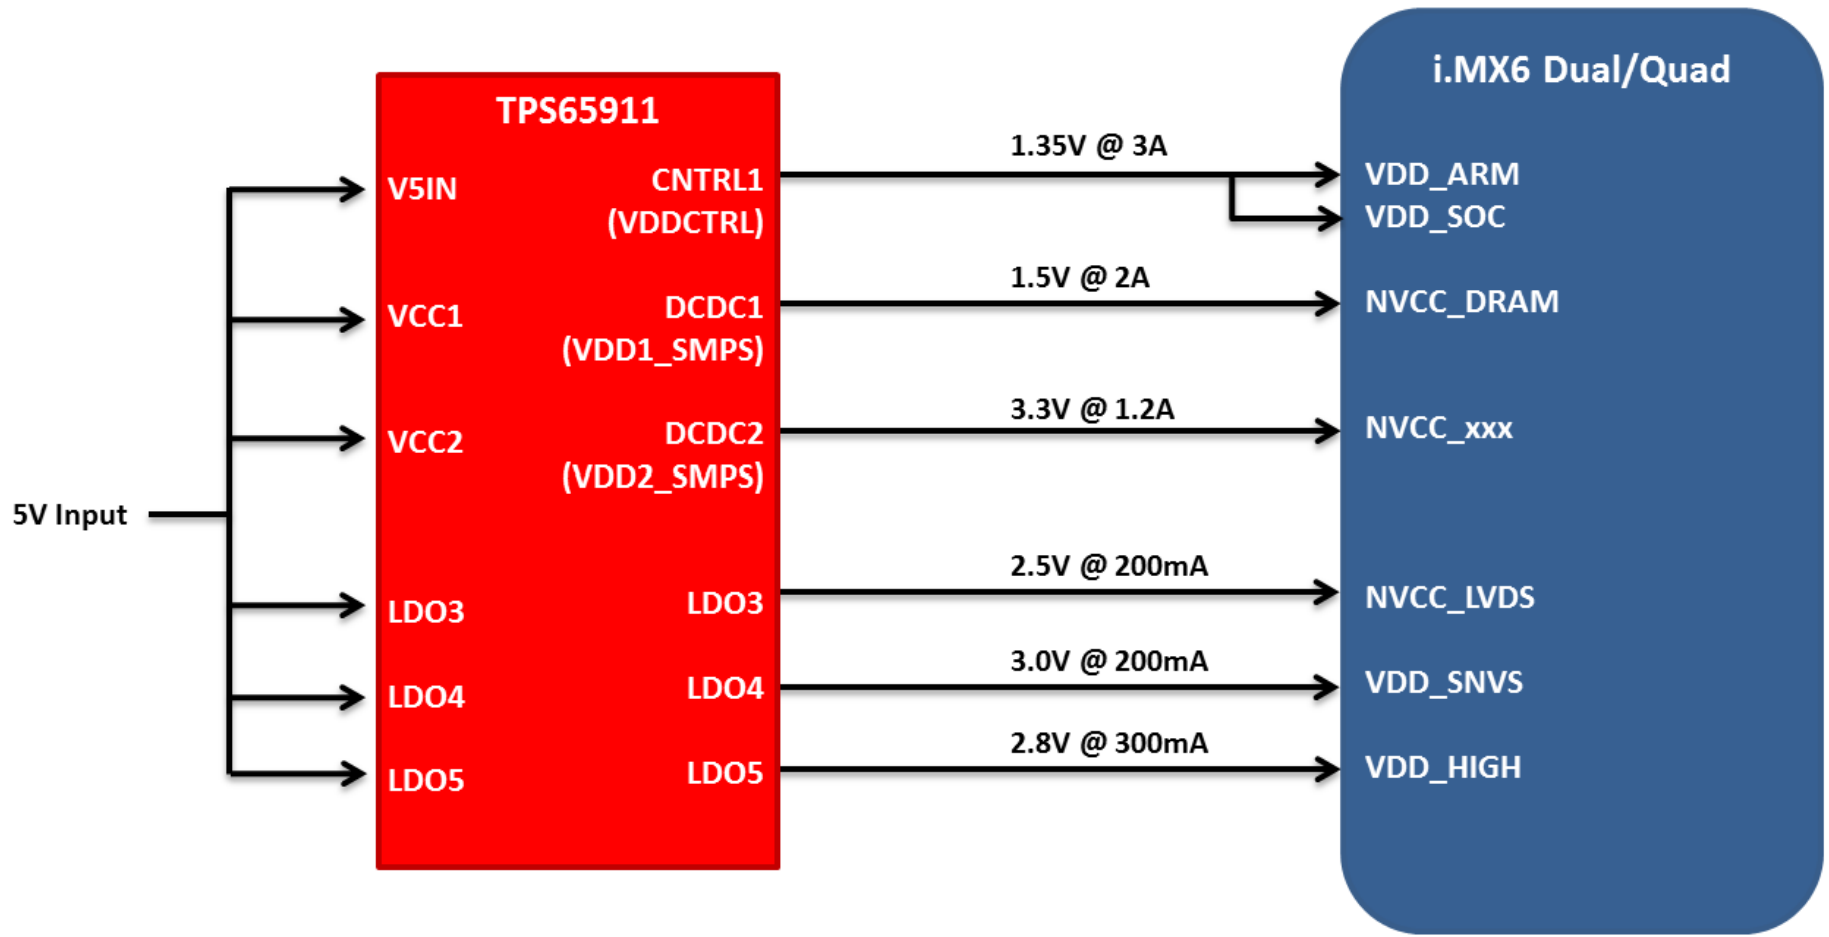 i.MX6 Dual/Quad
TPS65911
5V Input
V5IN
VCC1
VCC2
LDO3
LDO4
LDO5
CNTRL1
(VDDCTRL)
DCDC1
(VDD1_SMPS)
DCDC2
(VDD2_SMPS)
LDO3
LDO4
LDO5
1.35V @ 3A
1.5V @ 2A
3.3V @ 1.2A
2.5V @ 200mA
3.0V @ 200mA
2.8V @ 300mA
VDD_ARM
VDD_SOC
NVCC_DRAM
NVCC_xxx
NVCC_LVDS
VDD_SNVS
VDD_HIGH